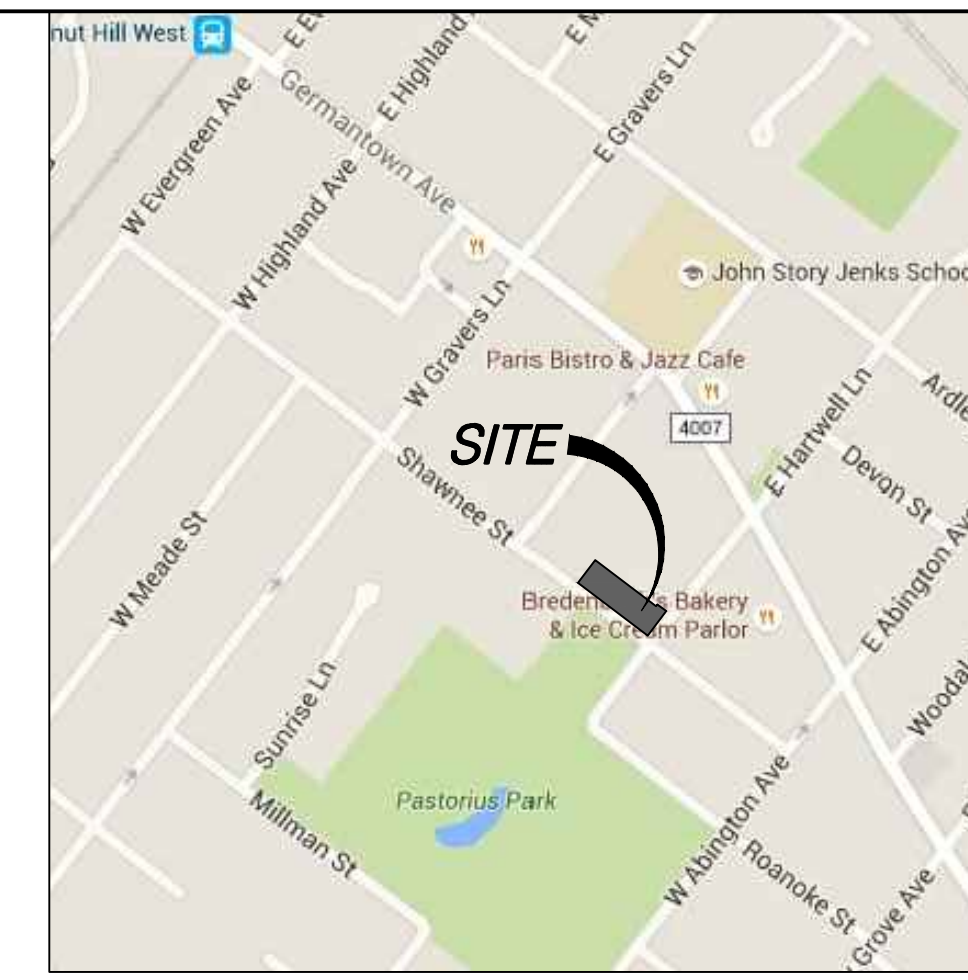 nut Hill West
E Ev
E Highland
E M
E Gravers Ln
Germantown Ave
W Evergreen Ave
W Highland Ave
John Story Jenks Schoo
W Gravers Ln
Paris Bistro & Jazz Cafe
4007
E Hartwell Ln
Ardle
SITE
Shawnee St
Devon St
W Meade St
E Abington Av
Breden s Bakery
& Ice Cream Parlor
Woodal
Sunrise Ln
Pastorius Park
Millman St
W Abington Ave
Roanoke St
Grove Ave